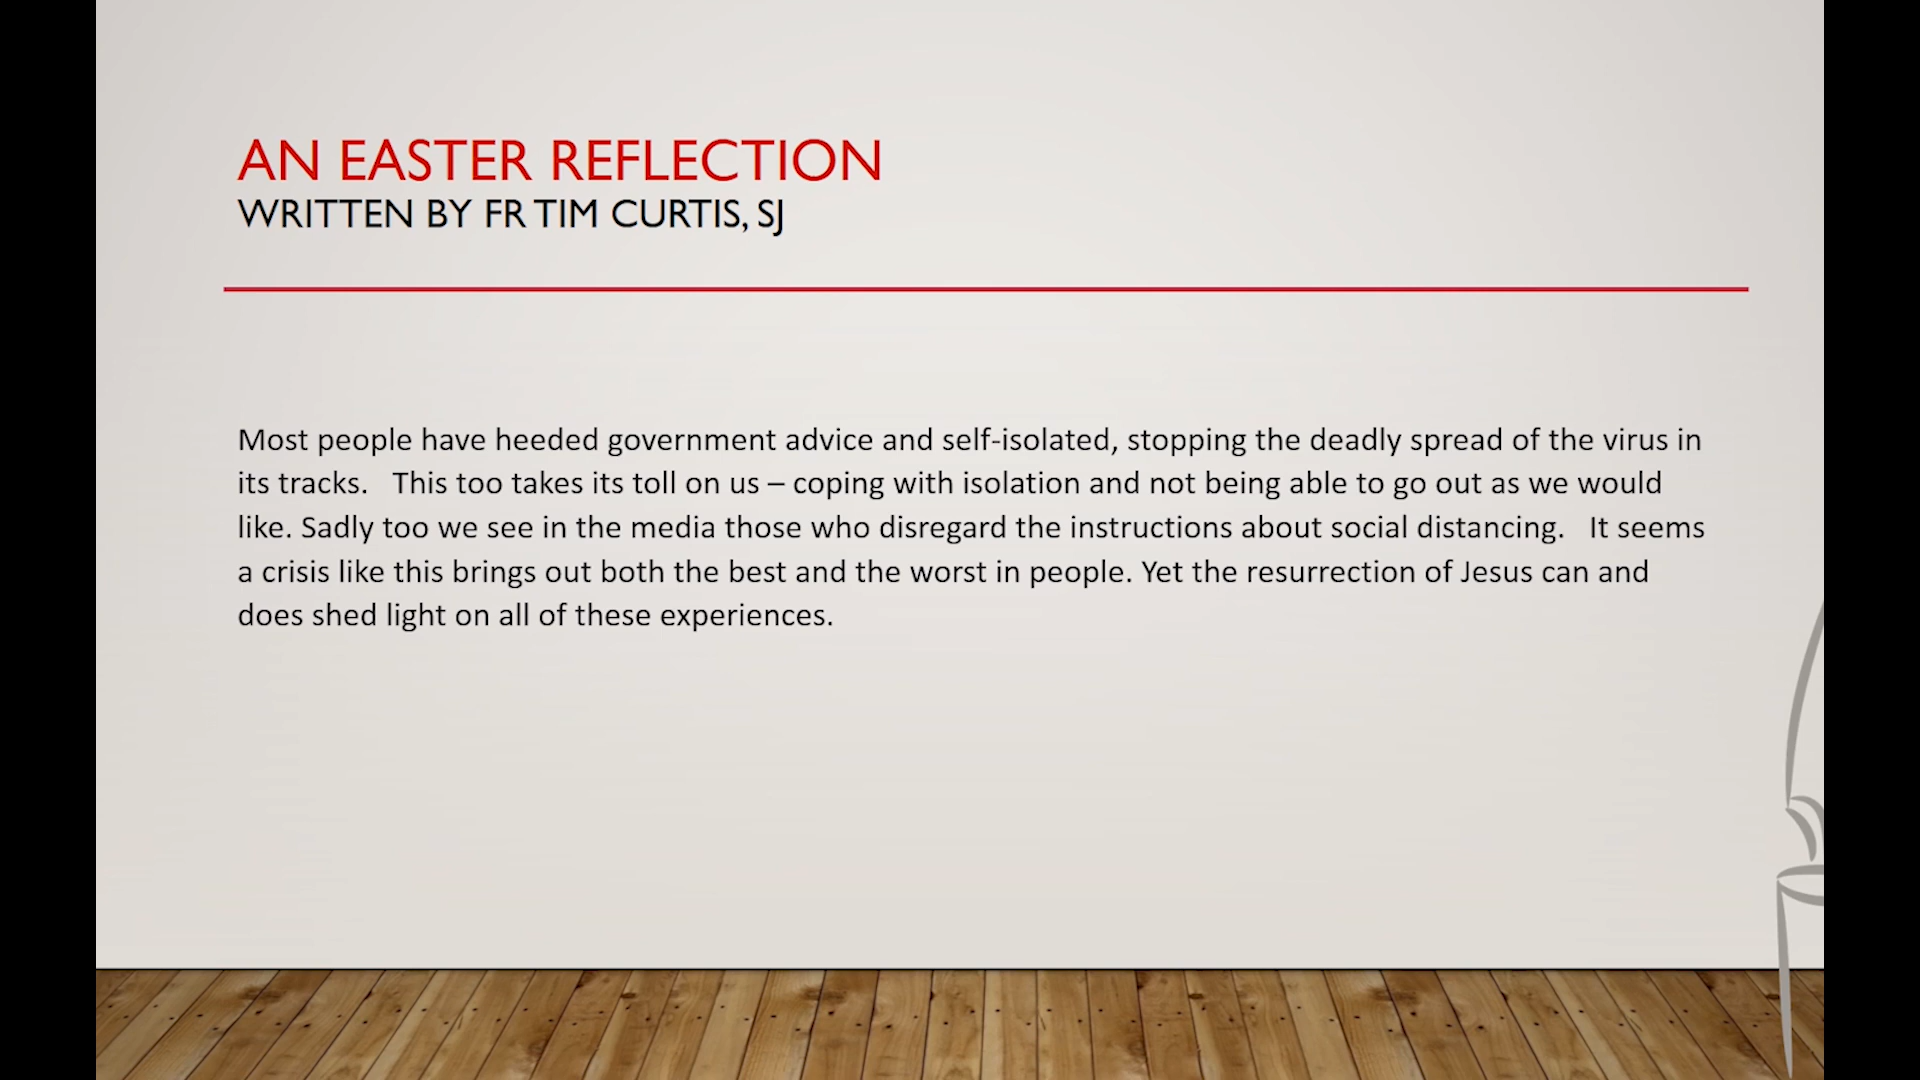 AN EASTER REFLECTION
WRITTEN BY FR TIM CURTIS, SJ
Most people have heeded government advice and self-isolated, stopping the deadly spread of the virus in
its tracks.   This too takes its toll on us – coping with isolation and not being able to go out as we would
like. Sadly too we see in the media those who disregard the instructions about social distancing.   It seems
a crisis like this brings out both the best and the worst in people. Yet the resurrection of Jesus can and
does shed light on all of these experiences.